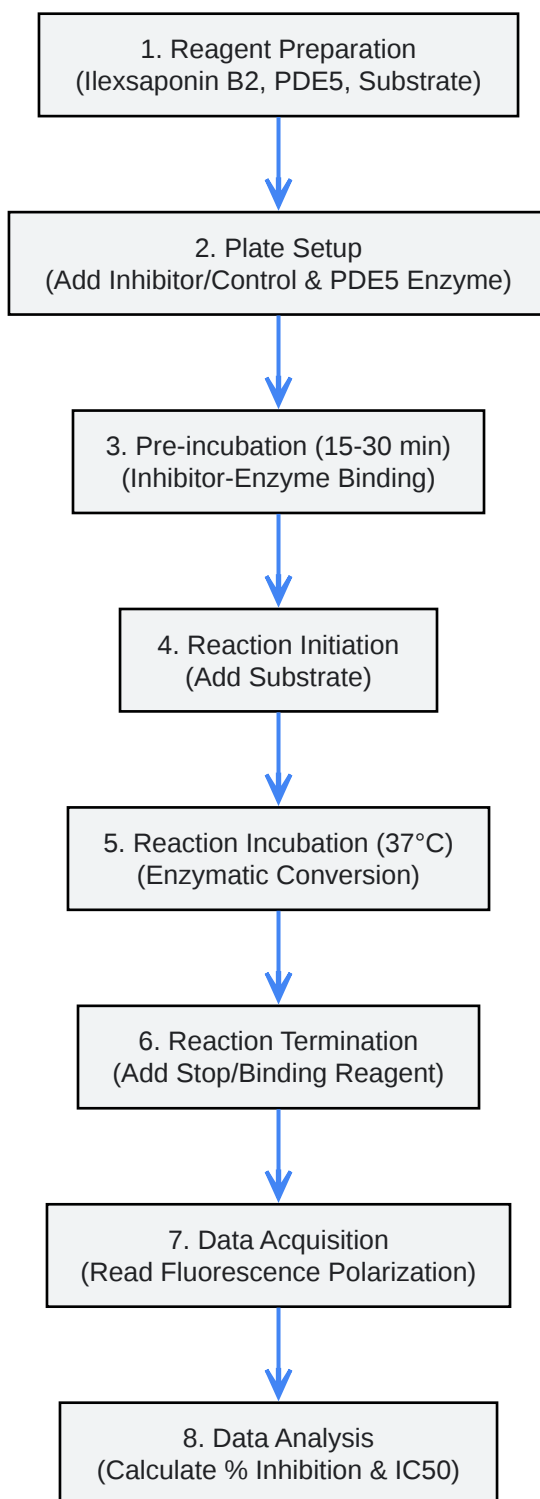 1. Reagent Preparation
(Ilexsaponin B2, PDE5, Substrate)
2. Plate Setup
(Add Inhibitor/Control & PDE5 Enzyme)
3. Pre-incubation (15-30 min)
(Inhibitor-Enzyme Binding)
4. Reaction Initiation
(Add Substrate)
5. Reaction Incubation (37°C)
(Enzymatic Conversion)
6. Reaction Termination
(Add Stop/Binding Reagent)
7. Data Acquisition
(Read Fluorescence Polarization)
8. Data Analysis
(Calculate % Inhibition & IC50)